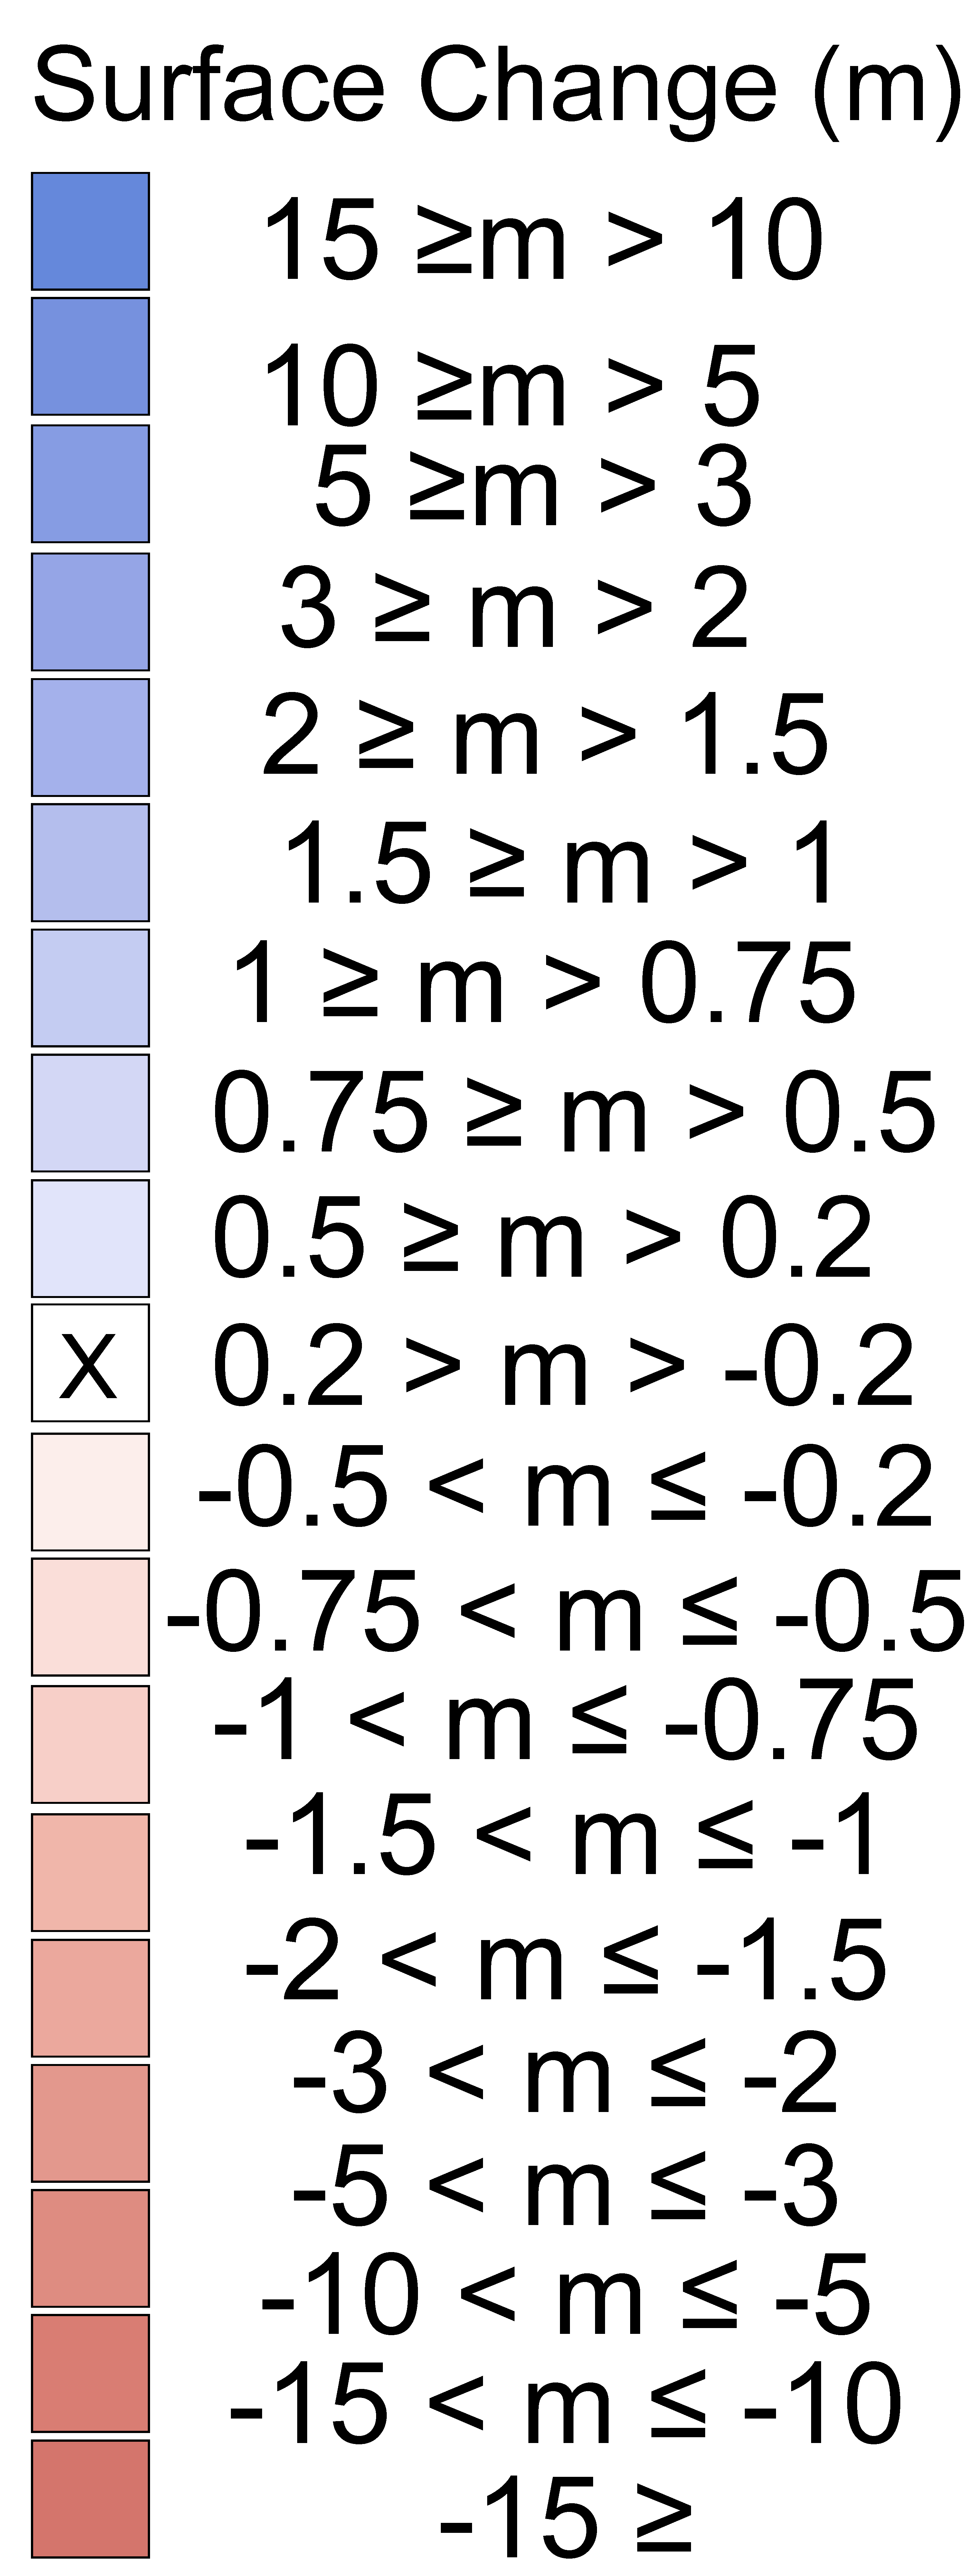 Surface Change (m)
15 ≥m > 10
10 ≥m > 5
5 ≥m > 3
3 ≥ m > 2
2 ≥ m > 1.5
1.5 ≥ m > 1
1 ≥ m > 0.75
0.75 ≥ m > 0.5
0.5 ≥ m > 0.2
X 0.2 > m > -0.2
-0.5 < m ≤ -0.2
-0.75 < m ≤ -0.5
-1 < m ≤ -0.75
-1.5 < m ≤ -1
-2 < m ≤ -1.5
-3 < m ≤ -2
-5 < m ≤ -3
-10 < m ≤ -5
-15 < m ≤ -10
-15 ≥